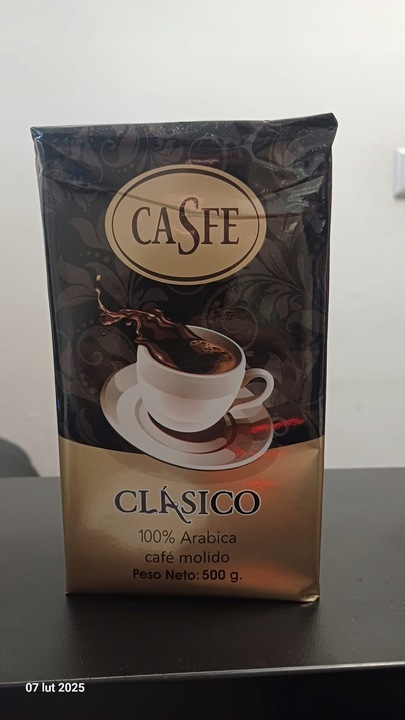 CASFE
CLÁSICO
100% Arabica
café molido
Peso Neto: 500 g.
07 lut 2025